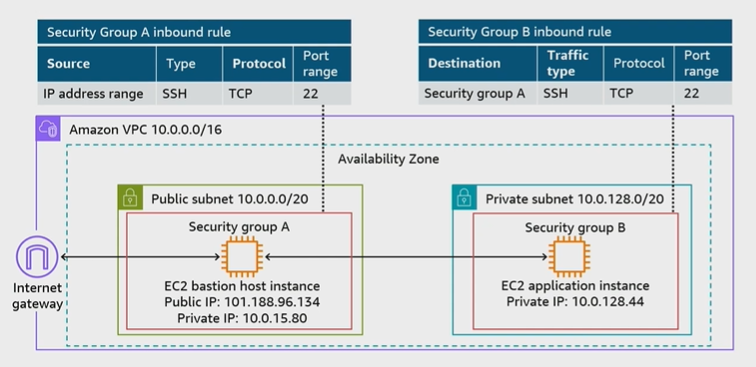 Security Group A inbound rule
Source Type Protocol Port range
IP address range SSH TCP 22
Security Group B inbound rule
Destination Traffic type Protocol Port range
Security group A SSH TCP 22
Amazon VPC 10.0.0.0/16
Availability Zone
Public subnet 10.0.0.0/20
Security group A
EC2 bastion host instance
Public IP: 101.188.96.134
Private IP: 10.0.15.80
Private subnet 10.0.128.0/20
Security group B
EC2 application instance
Private IP: 10.0.128.44
Internet
gateway